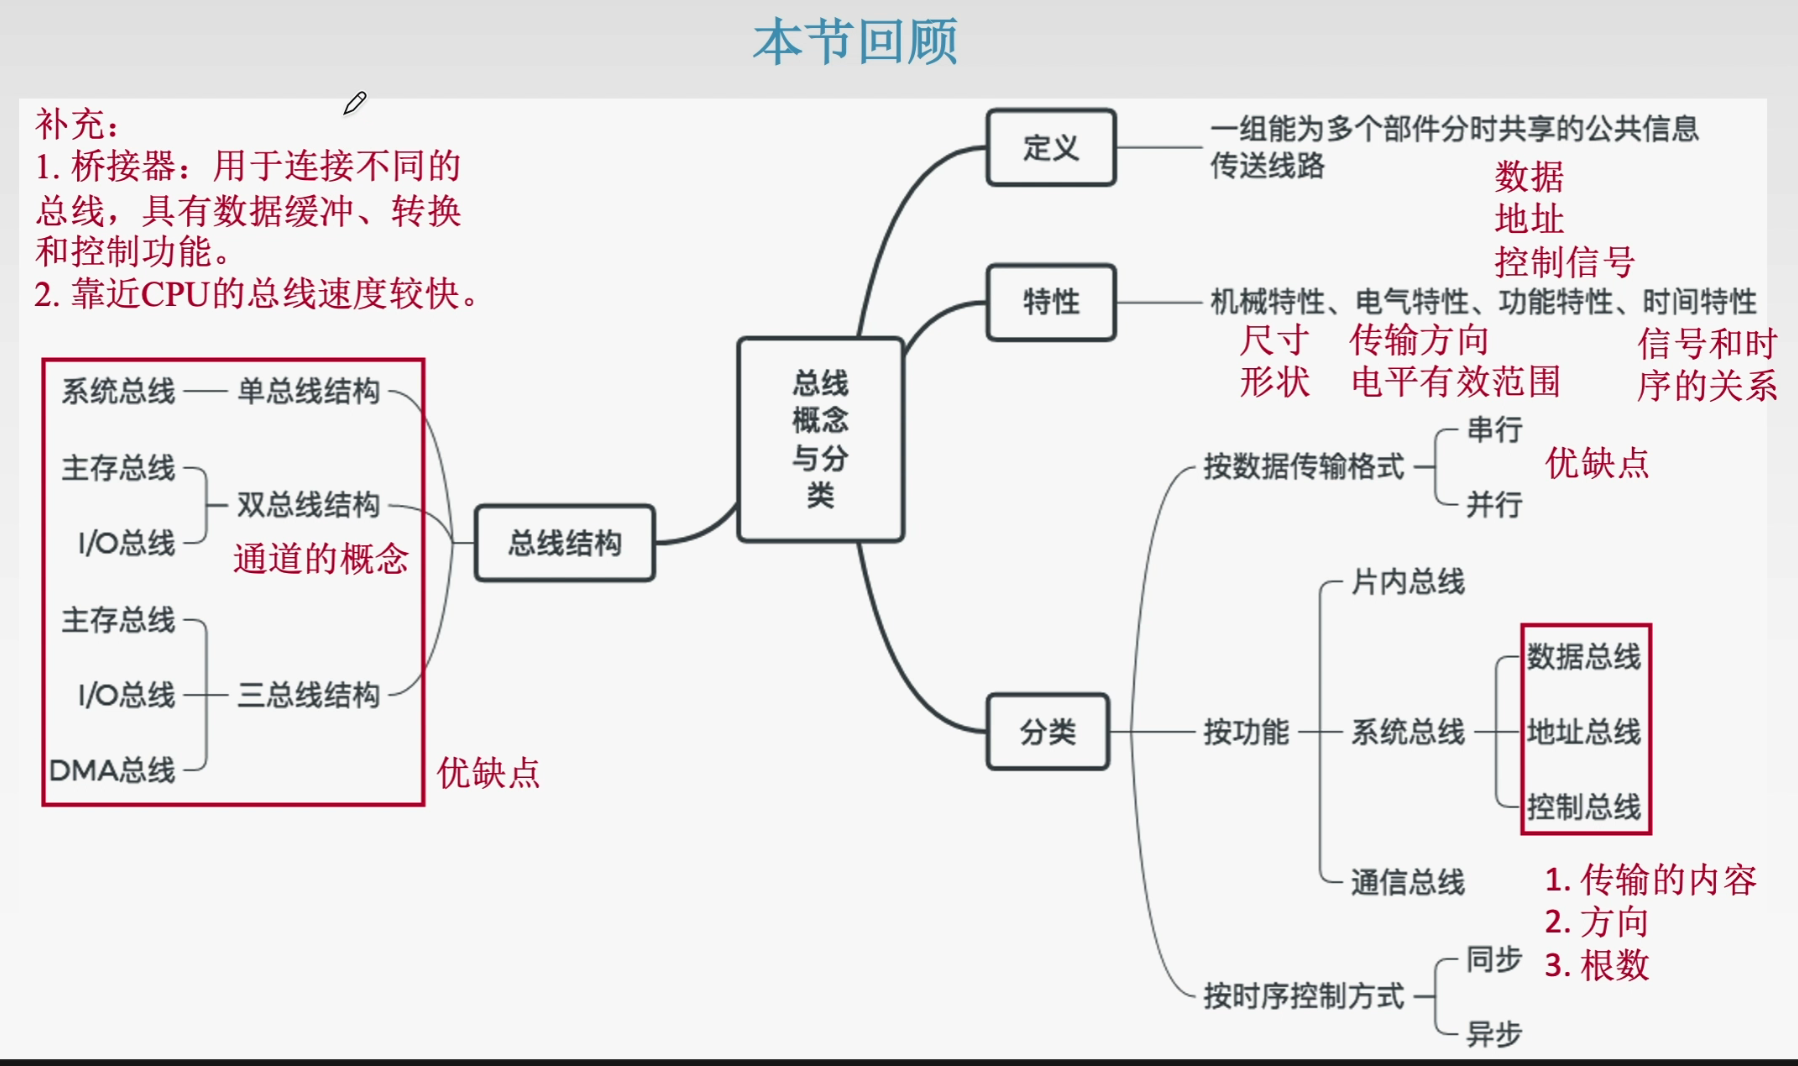 本节回顾
补充：
1. 桥接器：用于连接不同的
总线，具有数据缓冲、转换
和控制功能。
2. 靠近CPU的总线速度较快。
系统总线
单总线结构
主存总线
双总线结构
I/O总线
通道的概念
主存总线
I/O总线
三总线结构
DMA总线
优缺点
总线结构
总线
概念
与分
类
定义
一组能为多个部件分时共享的公共信息
传送线路
数据
地址
控制信号
特性
机械特性、电气特性、功能特性、时间特性
尺寸
形状
传输方向
电平有效范围
信号和时
序的关系
分类
按数据传输格式
串行
并行
优缺点
按功能
片内总线
系统总线
数据总线
地址总线
控制总线
通信总线
1. 传输的内容
2. 方向
3. 根数
按时序控制方式
同步
异步